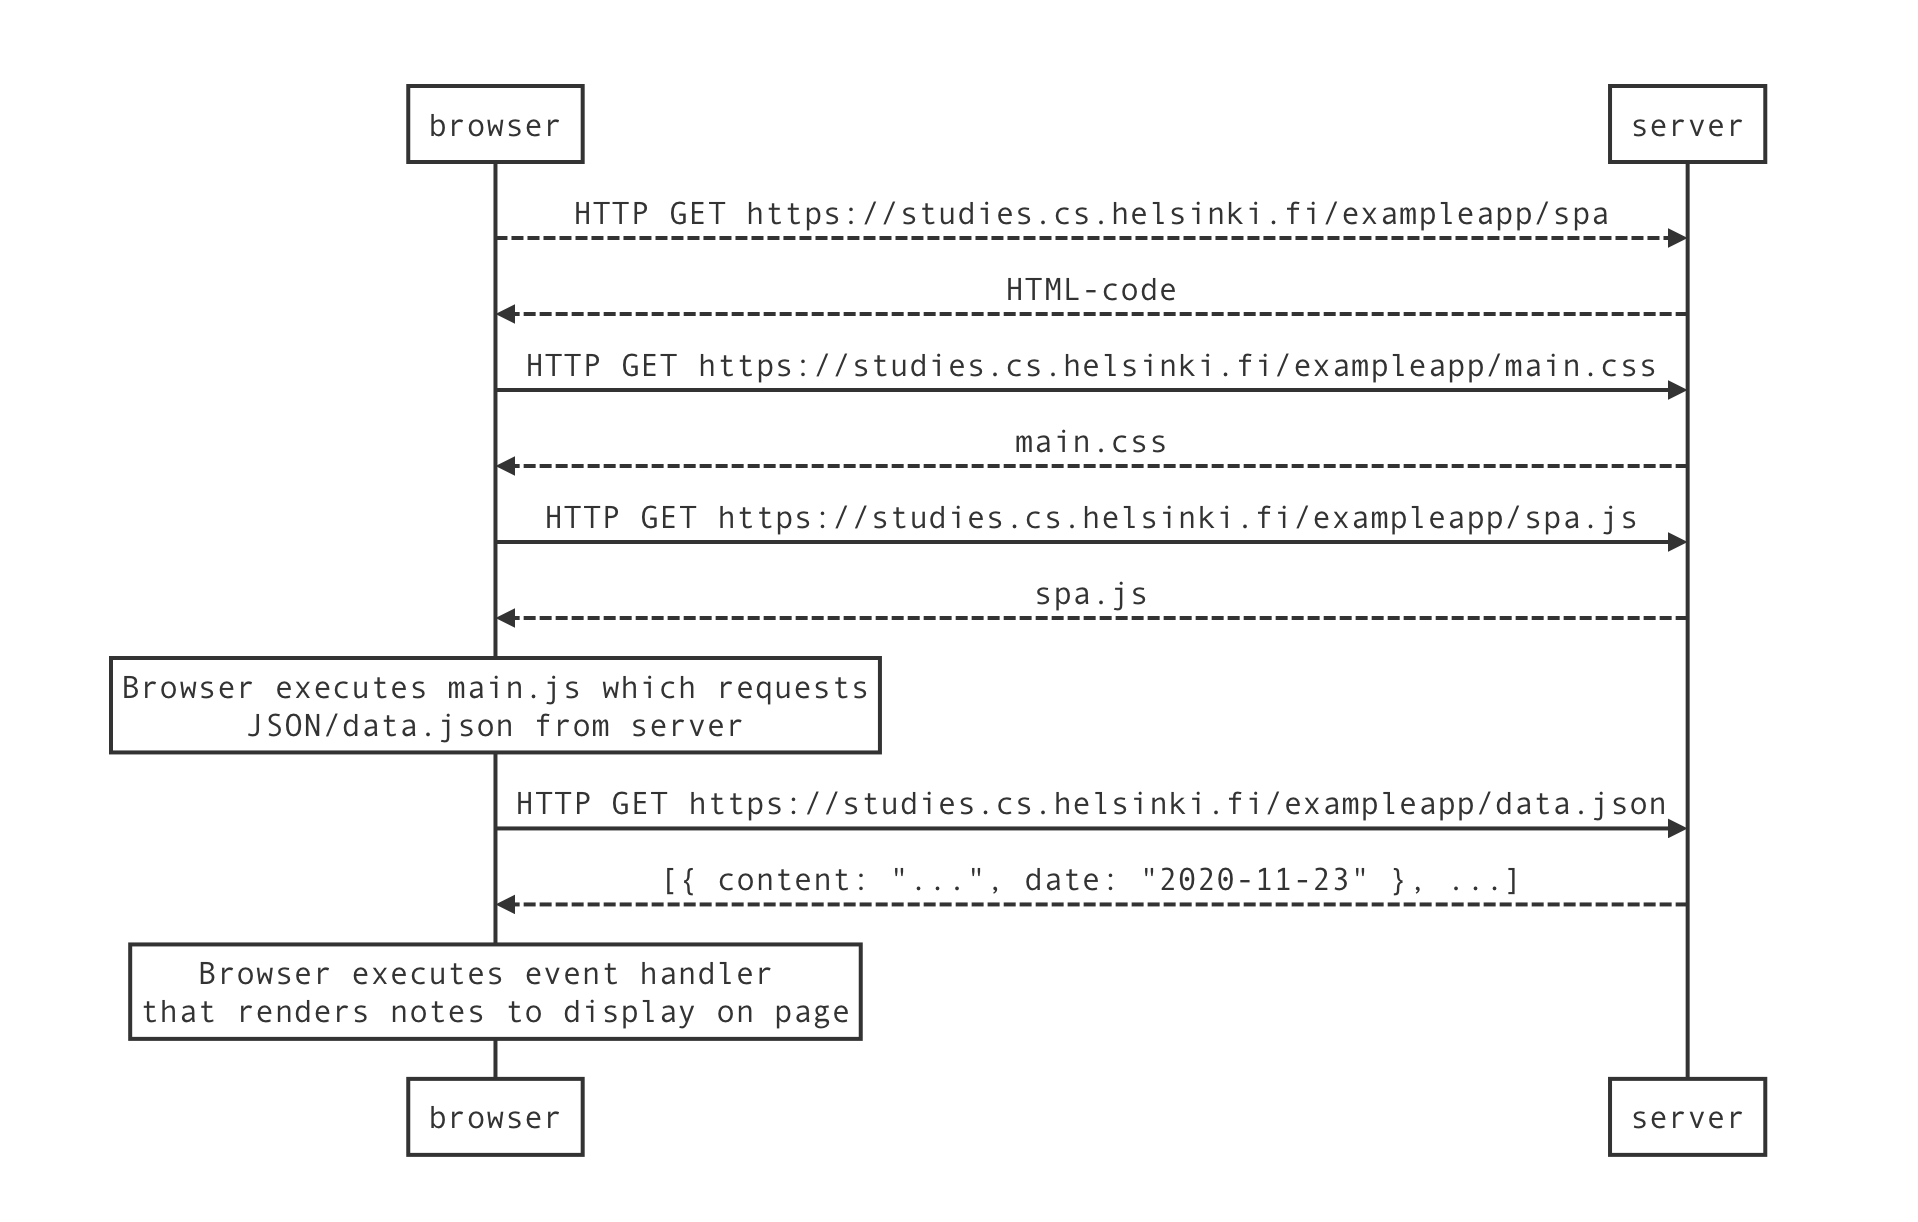 browser
server
HTTP GET https://studies.cs.helsinki.fi/exampleapp/spa
HTML-code
HTTP GET https://studies.cs.helsinki.fi/exampleapp/main.css
main.css
HTTP GET https://studies.cs.helsinki.fi/exampleapp/spa.js
spa.js
Browser executes main.js which requests
JSON/data.json from server
HTTP GET https://studies.cs.helsinki.fi/exampleapp/data.json
[{ content: "...", date: "2020-11-23" }, ...]
Browser executes event handler
that renders notes to display on page
browser
server